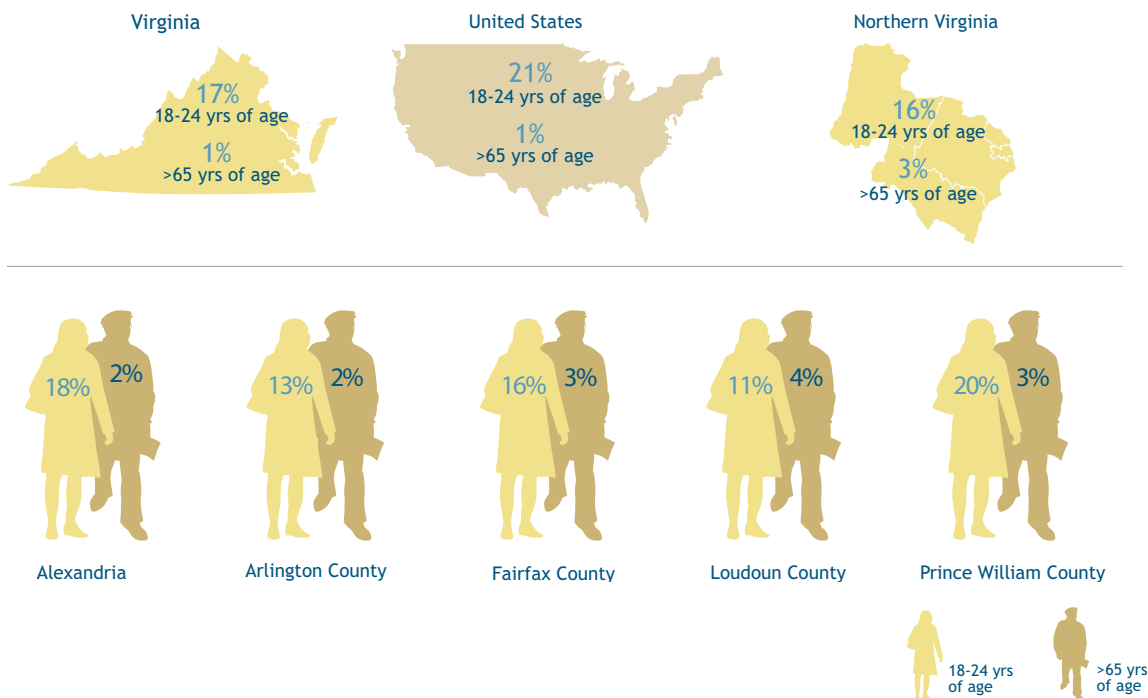 Virginia
17%
18-24 yrs of age
1%
>65 yrs of age
United States
21%
18-24 yrs of age
1%
>65 yrs of age
Northern Virginia
16%
18-24 yrs of age
3%
>65 yrs of age
18% 2%
Alexandria
13% 2%
Arlington County
16% 3%
Fairfax County
11% 4%
Loudoun County
20% 3%
Prince William County
18-24 yrs
of age
>65 yrs
of age